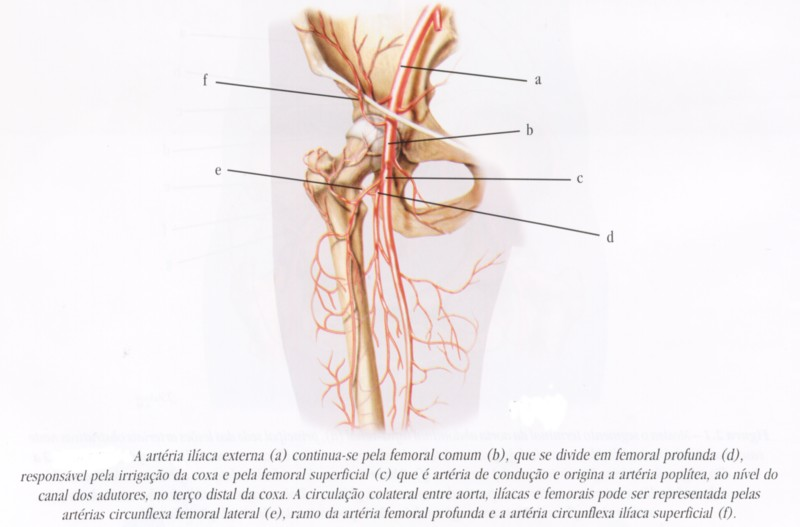 f
a
b
e
c
d
A artéria ilíaca externa (a) continua-se pela femoral comum (b), que se divide em femoral profunda (d),
responsável pela irrigação da coxa e pela femoral superficial (c) que é artéria de condução e origina a artéria poplítea, ao nível do
canal dos adutores, no terço distal da coxa. A circulação colateral entre aorta, ilíacas e femorais pode ser representada pelas
artérias circunflexa femoral lateral (e), ramo da artéria femoral profunda e a artéria circunflexa ilíaca superficial (f).